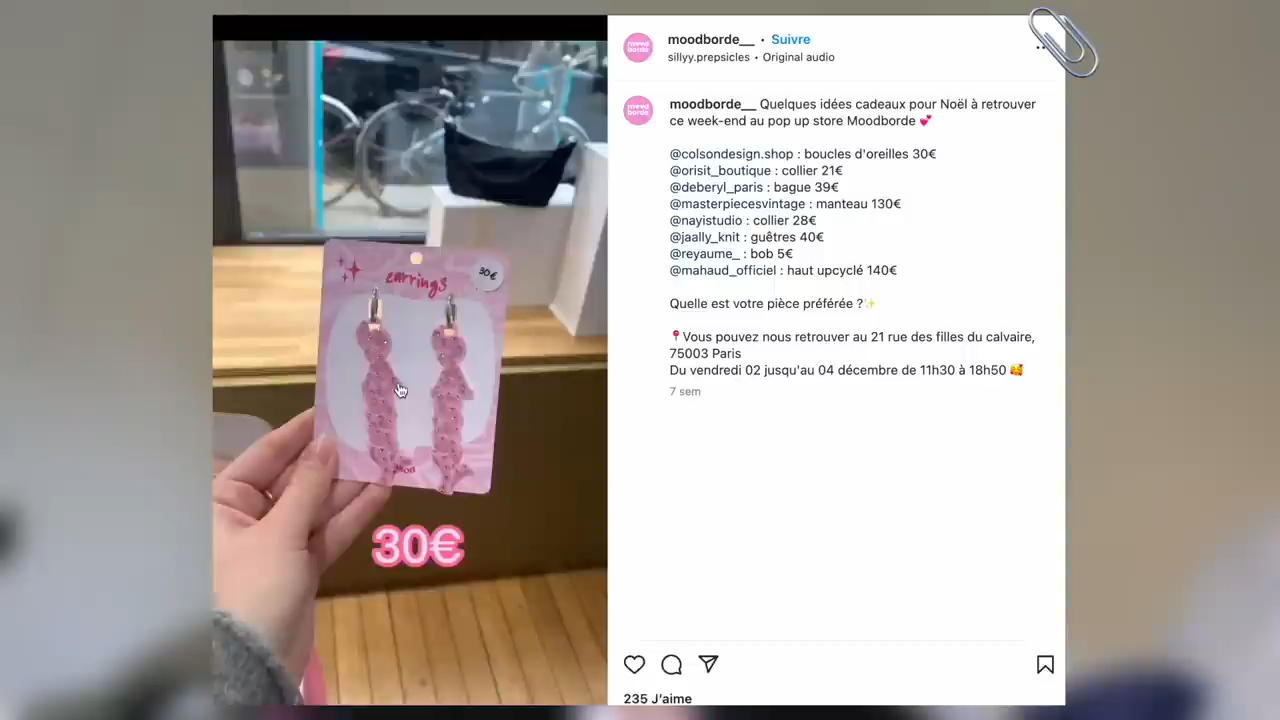 earrings
30€
30€
mood
borde
moodborde__ • Suivre
sillyy.prepsicles • Original audio
mood
borde
moodborde__ Quelques idées cadeaux pour Noël à retrouver
ce week-end au pop up store Moodborde 💕
@colsondesign.shop : boucles d'oreilles 30€
@orisit_boutique : collier 21€
@deberyl_paris : bague 39€
@masterpiecesvintage : manteau 130€
@nayistudio : collier 28€
@jaally_knit : guêtres 40€
@reyaume_ : bob 5€
@mahaud_officiel : haut upcyclé 140€
Quelle est votre pièce préférée ?✨
📍Vous pouvez nous retrouver au 21 rue des filles du calvaire,
75003 Paris
Du vendredi 02 jusqu'au 04 décembre de 11h30 à 18h50 🥰
7 sem
235 J'aime